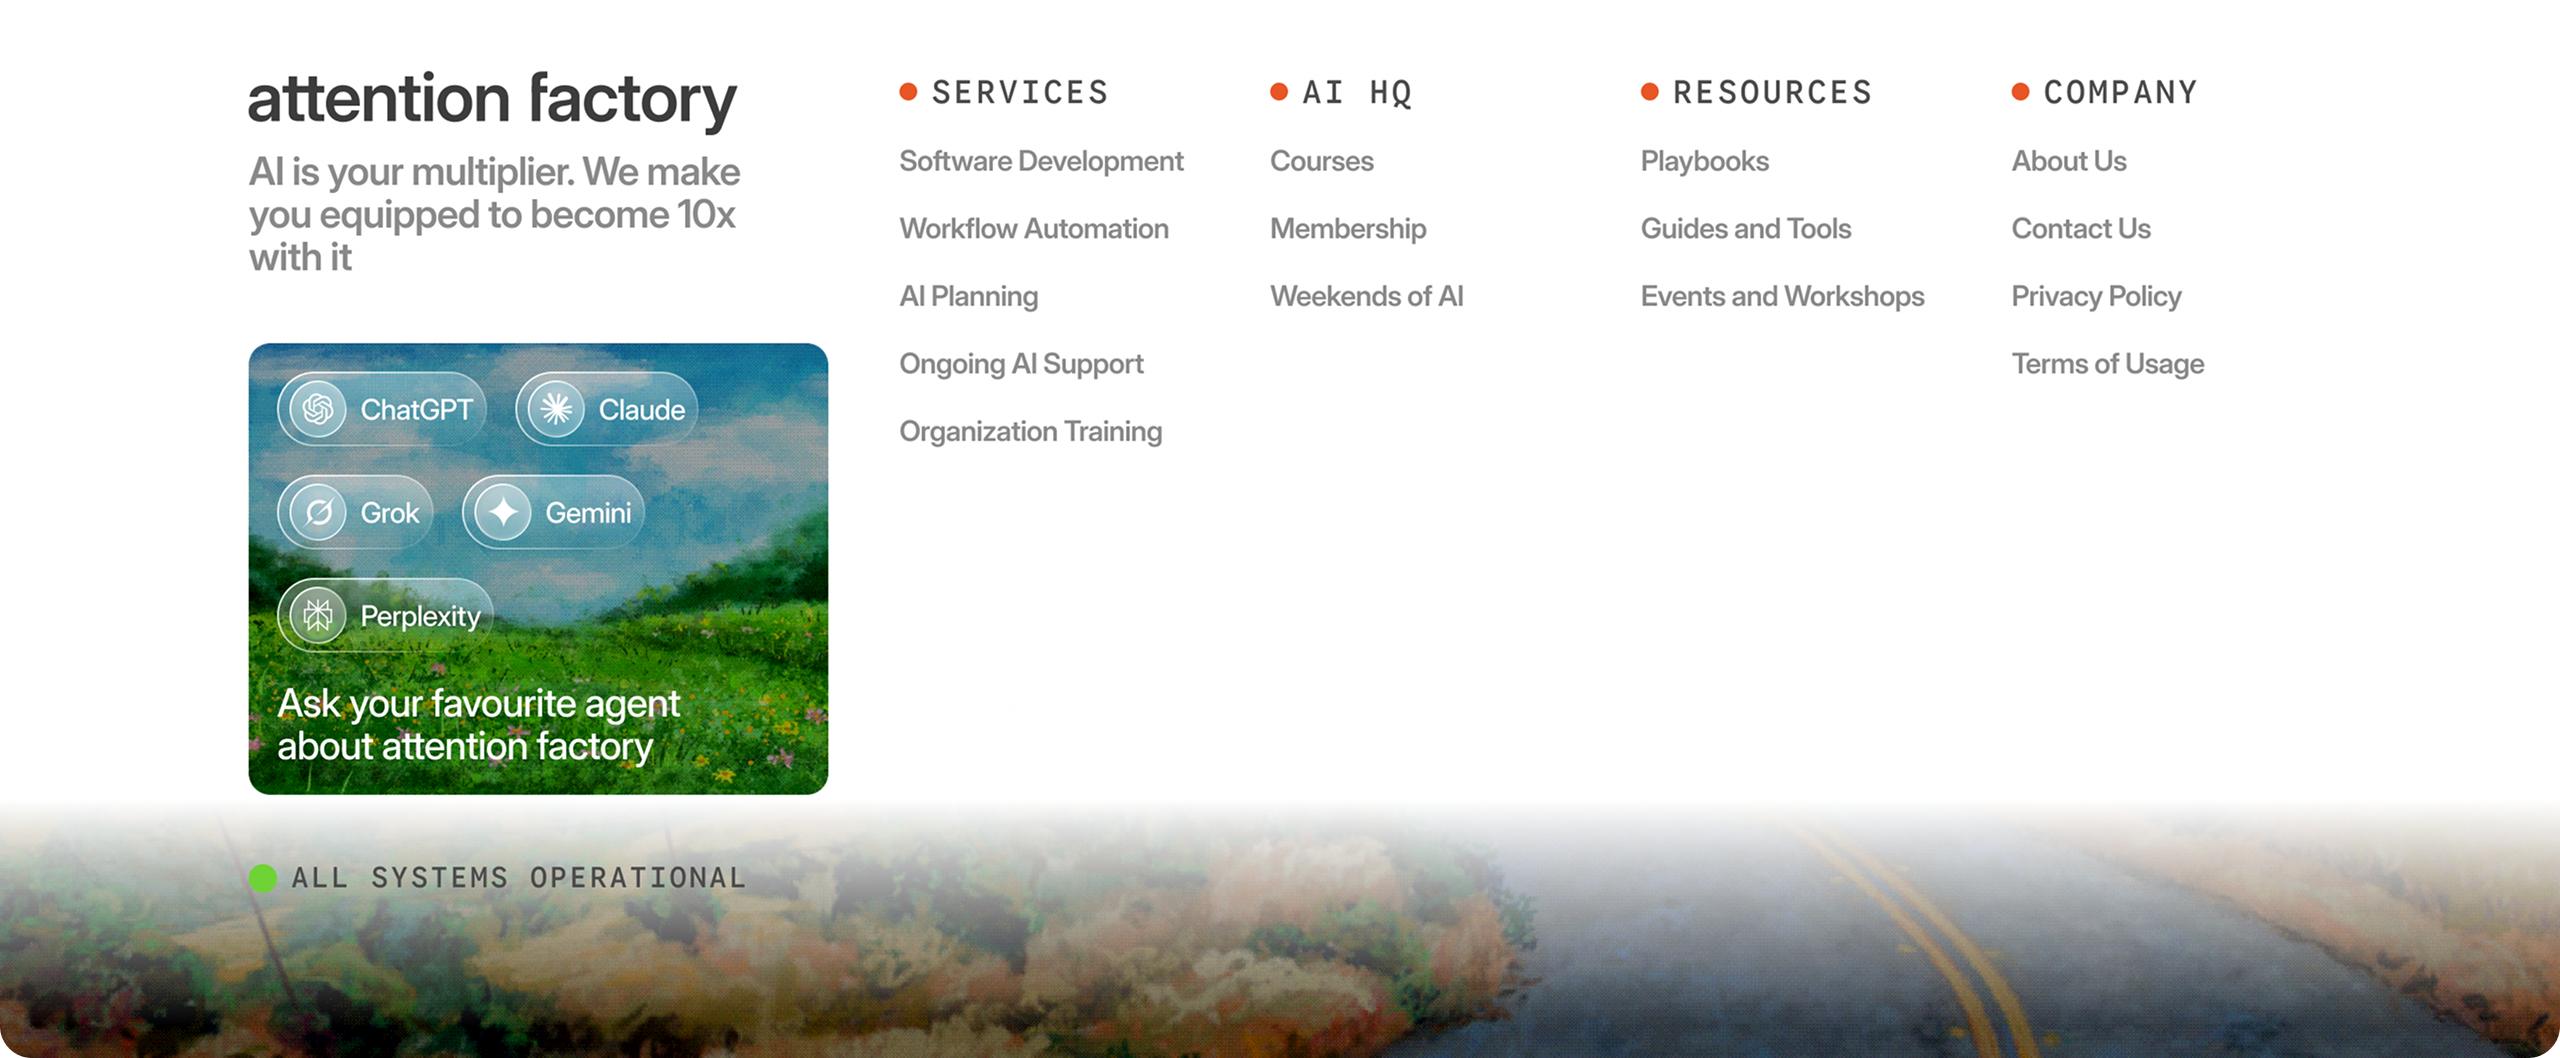 attention factory
AI is your multiplier. We make
you equipped to become 10x
with it
ChatGPT
Claude
Grok
Gemini
Perplexity
Ask your favourite agent
about attention factory
SERVICES
Software Development
Workflow Automation
AI Planning
Ongoing AI Support
Organization Training
AI HQ
Courses
Membership
Weekends of AI
RESOURCES
Playbooks
Guides and Tools
Events and Workshops
COMPANY
About Us
Contact Us
Privacy Policy
Terms of Usage
ALL SYSTEMS OPERATIONAL